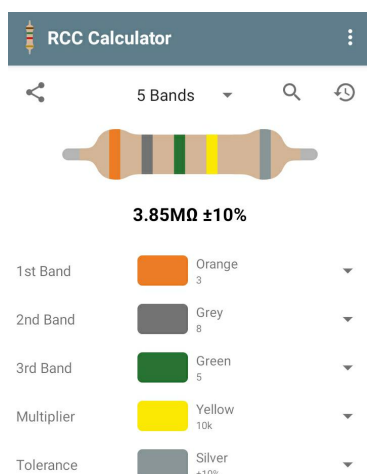 RCC Calculator
5 Bands
3.85MΩ ±10%
1st Band
Orange
3
2nd Band
Grey
8
3rd Band
Green
5
Multiplier
Yellow
10k
Tolerance
Silver
±10%